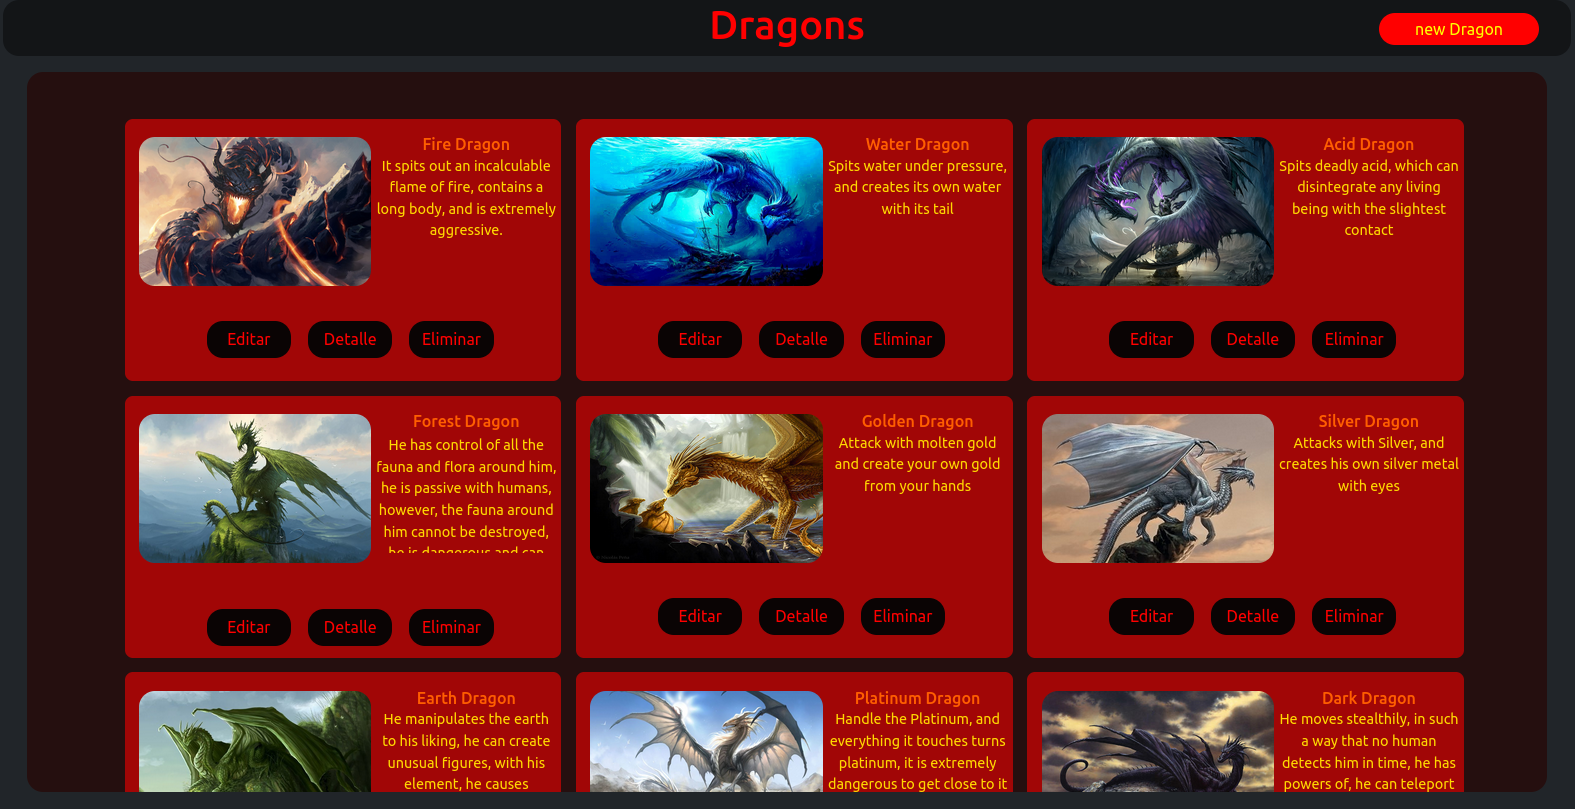 Dragons
new Dragon
Fire Dragon
It spits out an incalculable
flame of fire, contains a
long body, and is extremely
aggressive.
Editar
Detalle
Eliminar
Water Dragon
Spits water under pressure,
and creates its own water
with its tail
Editar
Detalle
Eliminar
Acid Dragon
Spits deadly acid, which can
disintegrate any living
being with the slightest
contact
Editar
Detalle
Eliminar
Forest Dragon
He has control of all the
fauna and flora around him,
he is passive with humans,
however, the fauna around
him cannot be destroyed,
he is dangerous and can
Editar
Detalle
Eliminar
Golden Dragon
Attack with molten gold
and create your own gold
from your hands
Editar
Detalle
Eliminar
Silver Dragon
Attacks with Silver, and
creates his own silver metal
with eyes
Editar
Detalle
Eliminar
Earth Dragon
He manipulates the earth
to his liking, he can create
unusual figures, with his
element, he causes
Platinum Dragon
Handle the Platinum, and
everything it touches turns
platinum, it is extremely
dangerous to get close to it
Dark Dragon
He moves stealthily, in such
a way that no human
detects him in time, he has
powers of, he can teleport